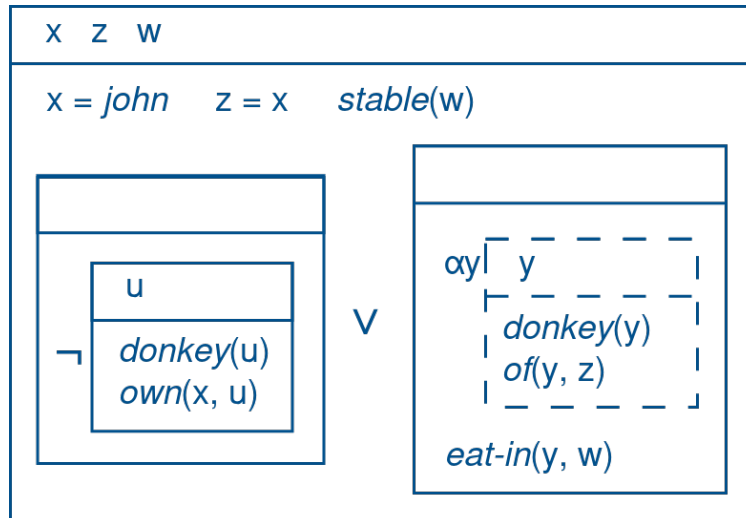 x z w
x = john z = x stable(w)
u
¬
donkey(u)
own(x, u)
∨
αy y
donkey(y)
of(y, z)
eat-in(y, w)